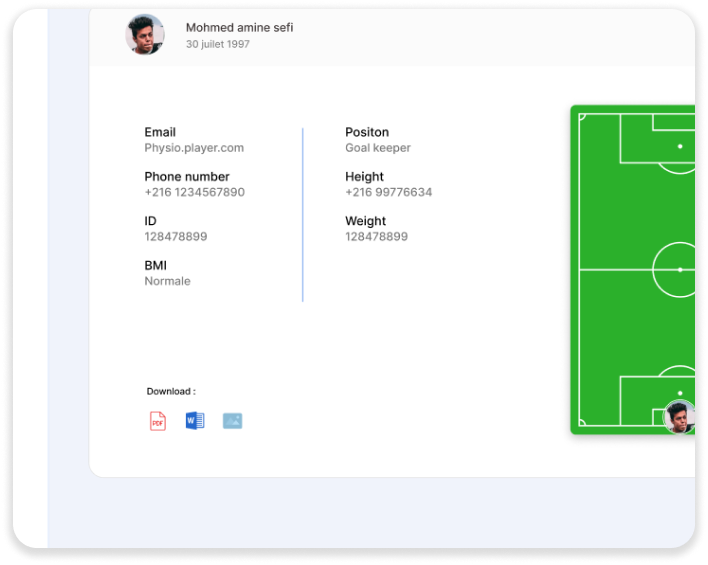 Mohmed amine sefi
30 juilet 1997
Email
Physio.player.com
Phone number
+216 1234567890
ID
128478899
BMI
Normale
Positon
Goal keeper
Height
+216 99776634
Weight
128478899
Download :
PDF
W